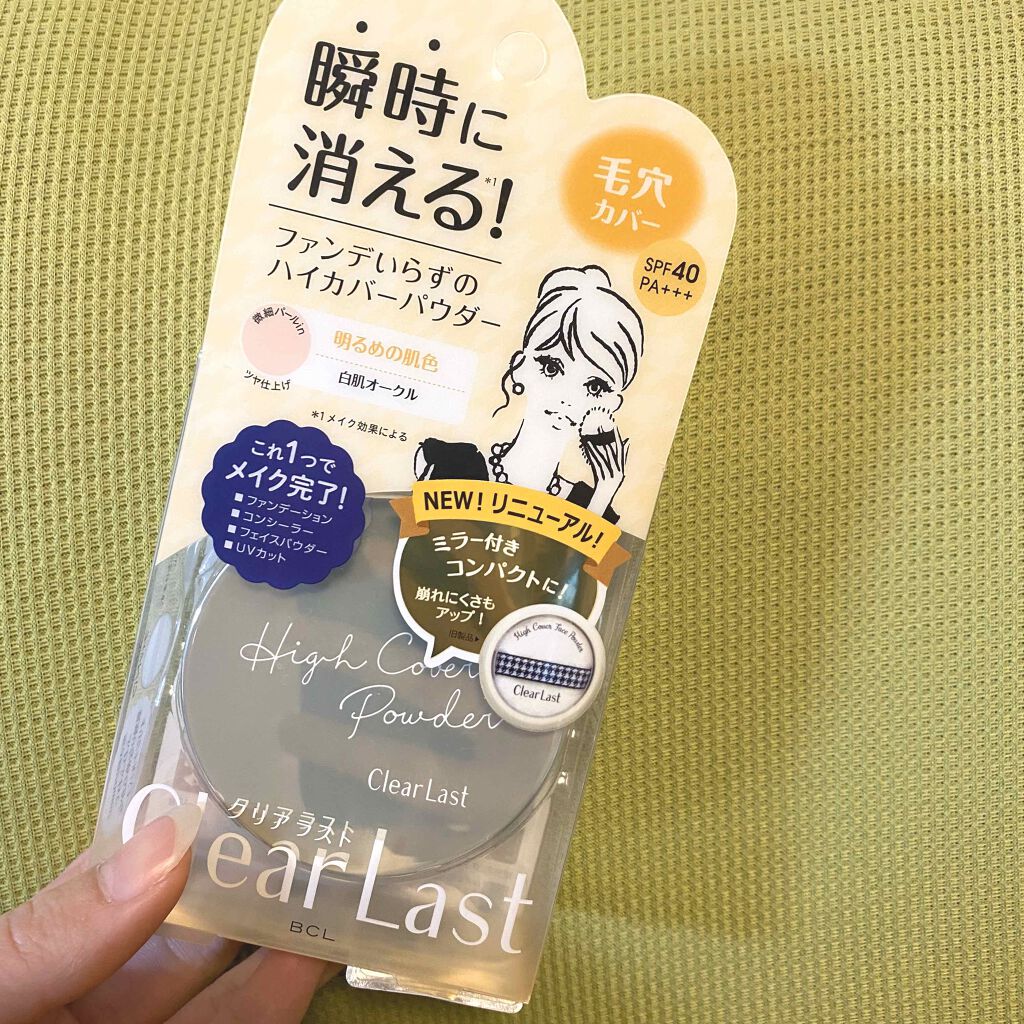 瞬時に
消える!
*1
ファンデいらずの
ハイカバーパウダー
毛穴
カバー
SPF40
PA+++
微細パールin
ツヤ仕上げ
明るめの肌色
白肌オークル
*1メイク効果による
これ1つで
メイク完了!
■ファンデーション
■コンシーラー
■フェイスパウダー
■UVカット
NEW! リニューアル!
ミラー付き
コンパクトに!
崩れにくさも
アップ!
旧製品▶
High Cover Face Powder
ClearLast
High Cover
Powder
ClearLast
クリアラスト
ClearLast
BCL